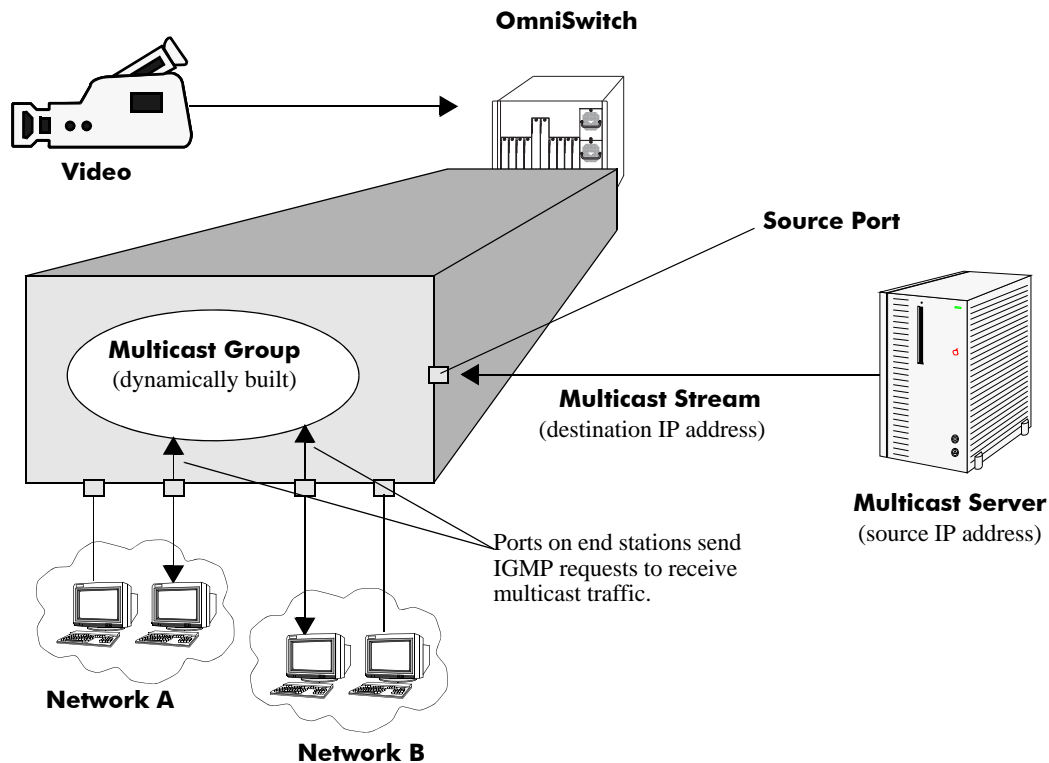 OmniSwitch
Video
Source Port
Multicast Group
(dynamically built)
Multicast Stream
(destination IP address)
Multicast Server
(source IP address)
Ports on end stations send
IGMP requests to receive
multicast traffic.
Network A
Network B